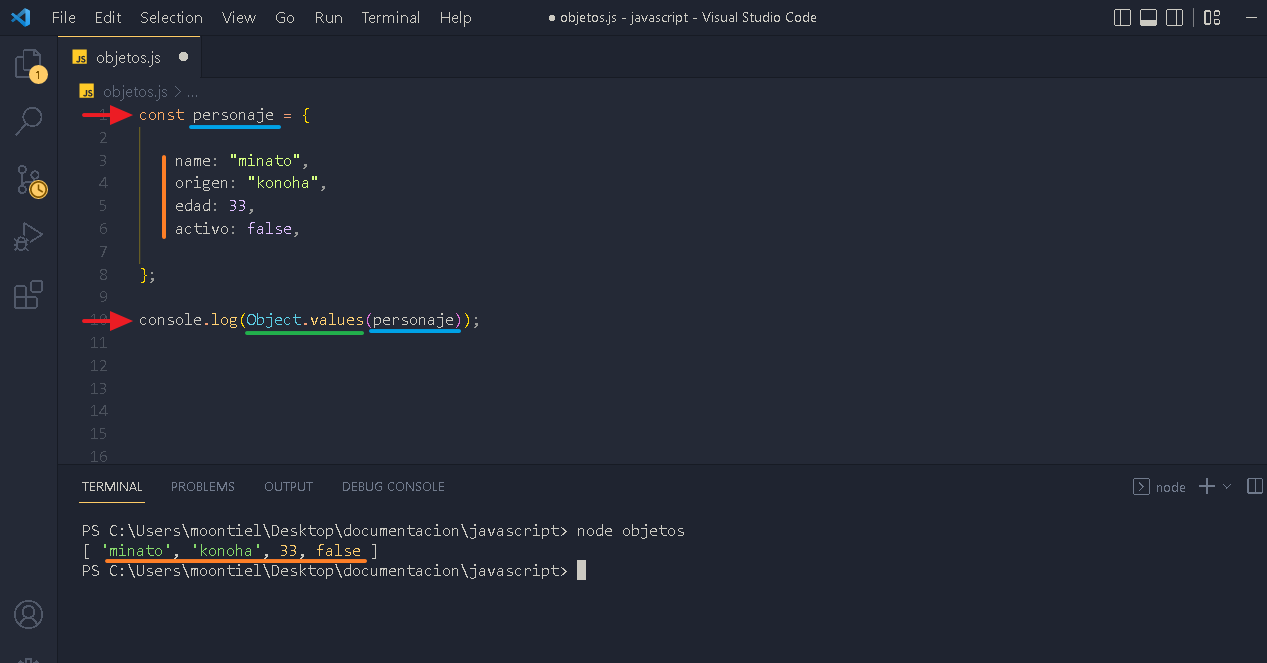 File Edit Selection View Go Run Terminal Help ● objetos.js - javascript - Visual Studio Code
JS objetos.js ●
1
JS objetos.js > ...
1 const personaje = {
2
3 name: "minato",
4 origen: "konoha",
5 edad: 33,
6 activo: false,
7
8 };
9
10 console.log(Object.values(personaje));
11
12
13
14
15
16
TERMINAL PROBLEMS OUTPUT DEBUG CONSOLE node
PS C:\Users\moontiel\Desktop\documentacion\javascript> node objetos
[ 'minato', 'konoha', 33, false ]
PS C:\Users\moontiel\Desktop\documentacion\javascript>